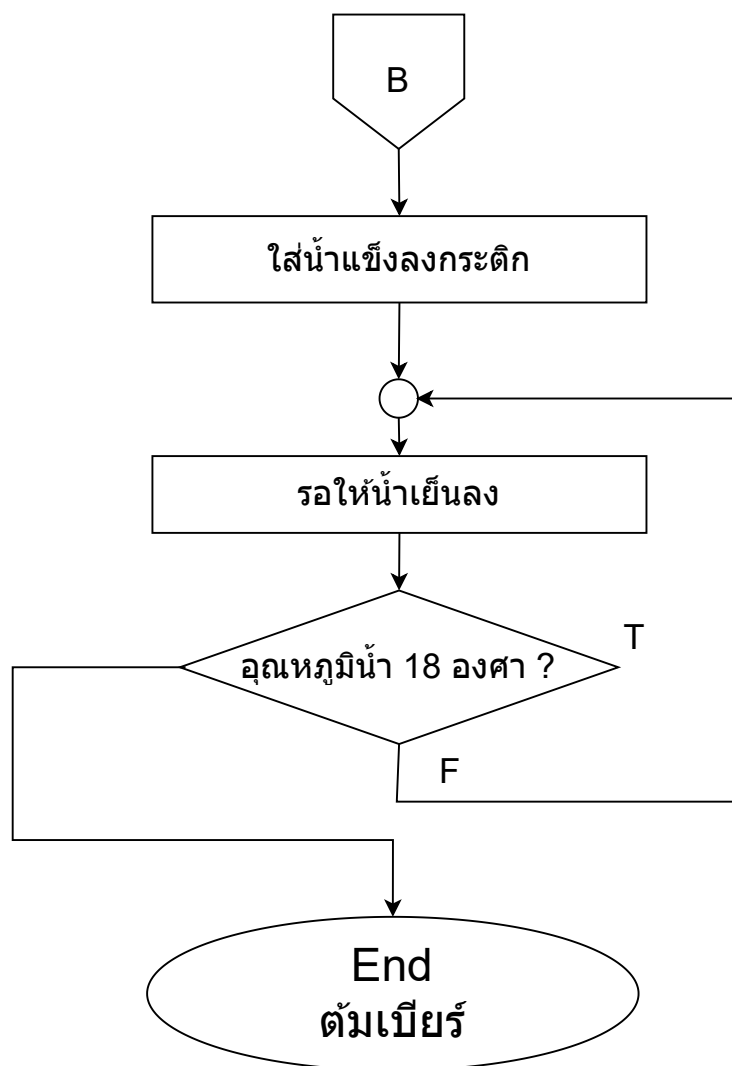 B
ใส่น้ำแข็งลงกระติก
รอให้น้ำเย็นลง
อุณหภูมิน้ำ 18 องศา ?
T
F
End
ต้มเบียร์